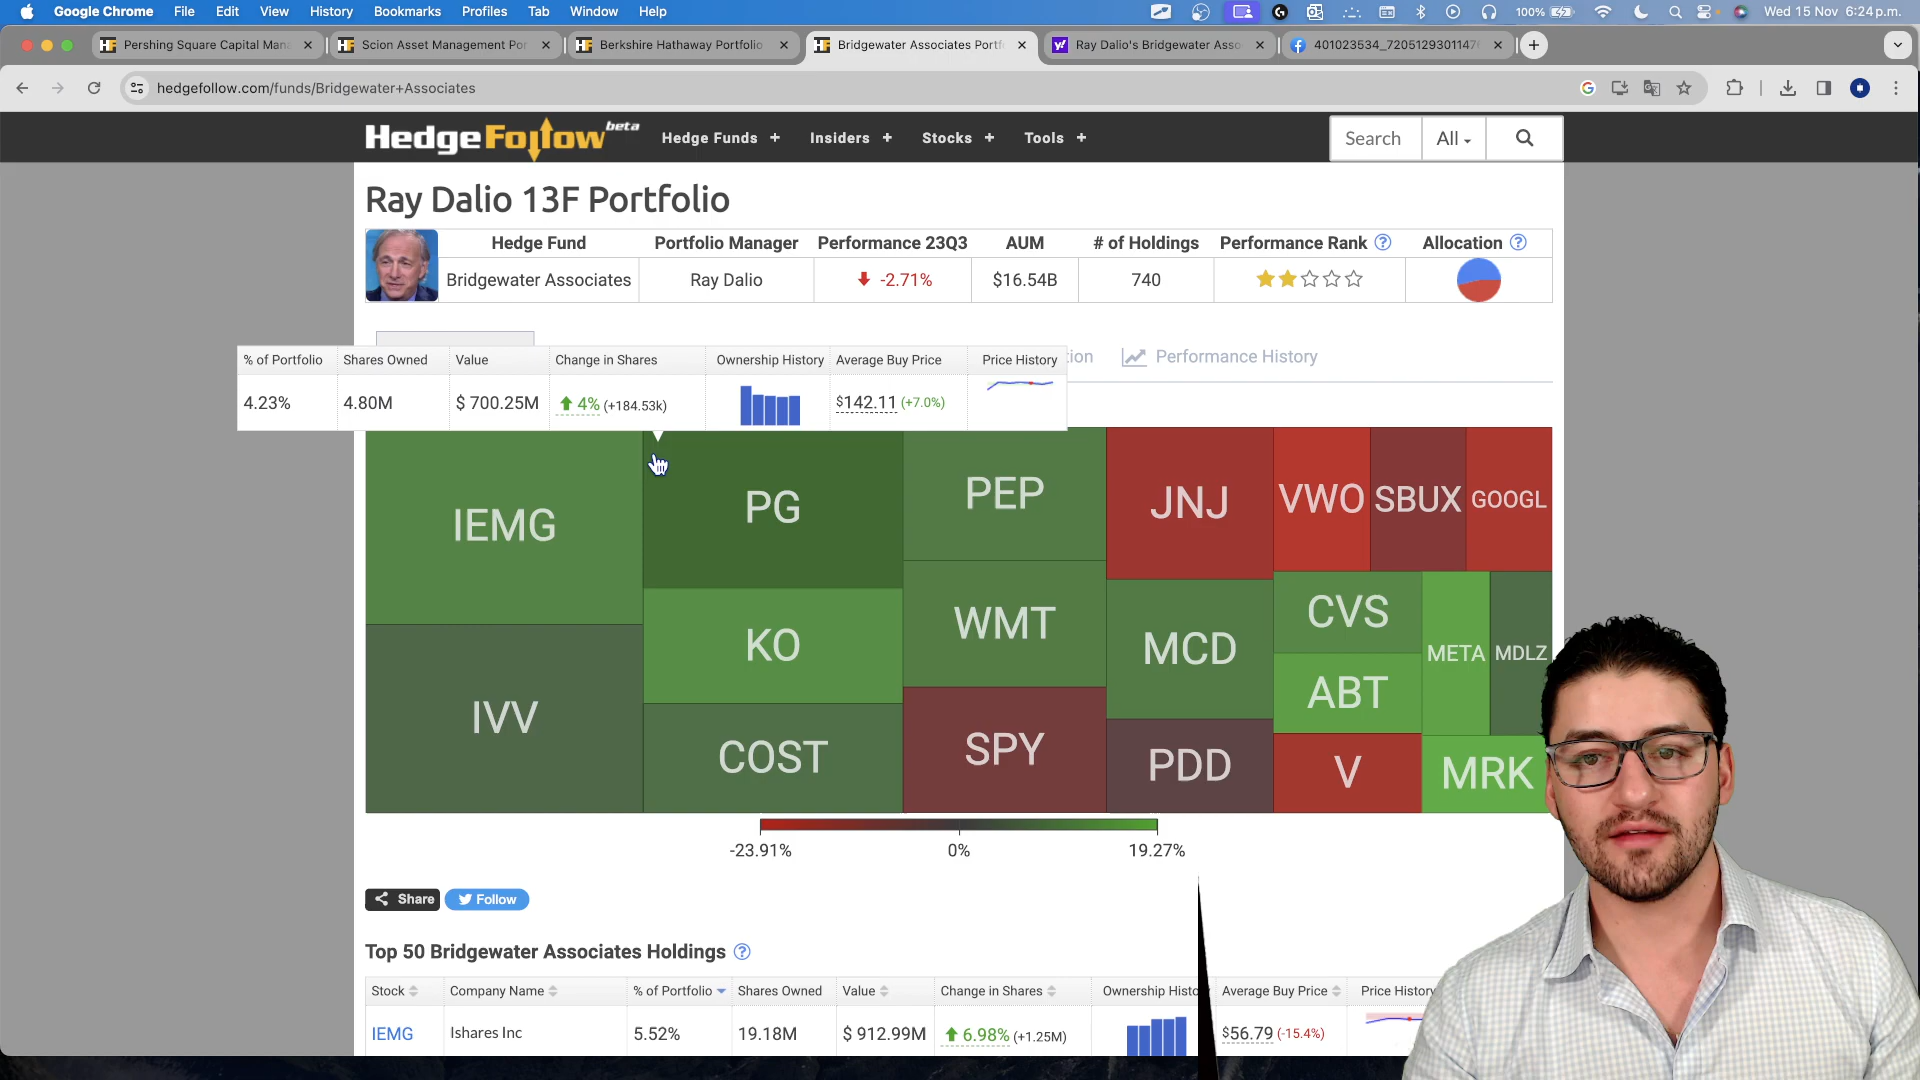 Google Chrome File Edit View History Bookmarks Profiles Tab Window Help 100% Wed 15 Nov 6:24 p.m.
Pershing Square Capital Man Scion Asset Management Por Berkshire Hathaway Portfolio Bridgewater Associates Portf Ray Dalio's Bridgewater Asso 401023534_7205129301147
hedgefollow.com/funds/Bridgewater+Associates
HedgeFollow beta Hedge Funds + Insiders + Stocks + Tools + Search All
Ray Dalio 13F Portfolio
Hedge Fund Portfolio Manager Performance 23Q3 AUM # of Holdings Performance Rank ? Allocation ?
Bridgewater Associates Ray Dalio -2.71% $16.54B 740
% of Portfolio Shares Owned Value Change in Shares Ownership History Average Buy Price Price History tion Performance History
4.23% 4.80M $ 700.25M 4% (+184.53k) $142.11 (+7.0%)
IEMG PG PEP JNJ VWO SBUX GOOGL
IVV KO WMT MCD CVS META MDLZ
COST SPY PDD ABT
V MRK
-23.91% 0% 19.27%
Share Follow
Top 50 Bridgewater Associates Holdings ?
Stock Company Name % of Portfolio Shares Owned Value Change in Shares Ownership Histo Average Buy Price Price History
IEMG Ishares Inc 5.52% 19.18M $ 912.99M 6.98% (+1.25M) $56.79 (-15.4%)